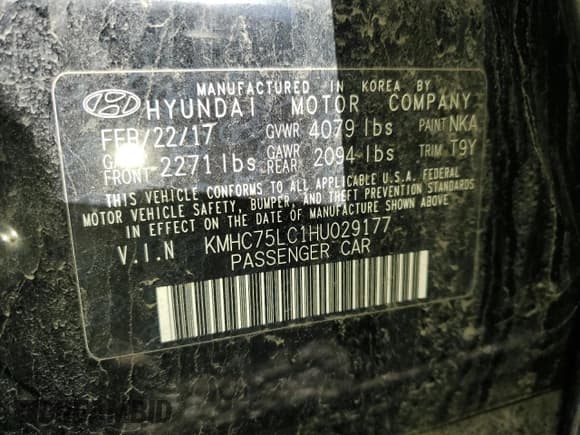 MANUFACTURED IN KOREA BY
HYUNDAI MOTOR COMPANY
FEB/22/17 GVWR 4079 lbs PAINT NKA
GAWR FRONT 2271 lbs GAWR REAR 2094 lbs TRIM T9Y
THIS VEHICLE CONFORMS TO ALL APPLICABLE U.S.A. FEDERAL
MOTOR VEHICLE SAFETY, BUMPER, AND THEFT PREVENTION STANDARDS
IN EFFECT ON THE DATE OF MANUFACTURE SHOWN ABOVE.
V.I.N KMHC75LC1HU029177
PASSENGER CAR